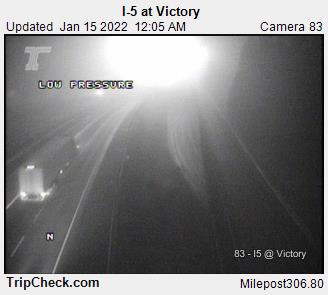 I-5 at Victory
Updated Jan 15 2022 12:05 AM Camera 83
LOW PRESSURE
N
83 - I5 @ Victory
TripCheck.com Milepost306.80